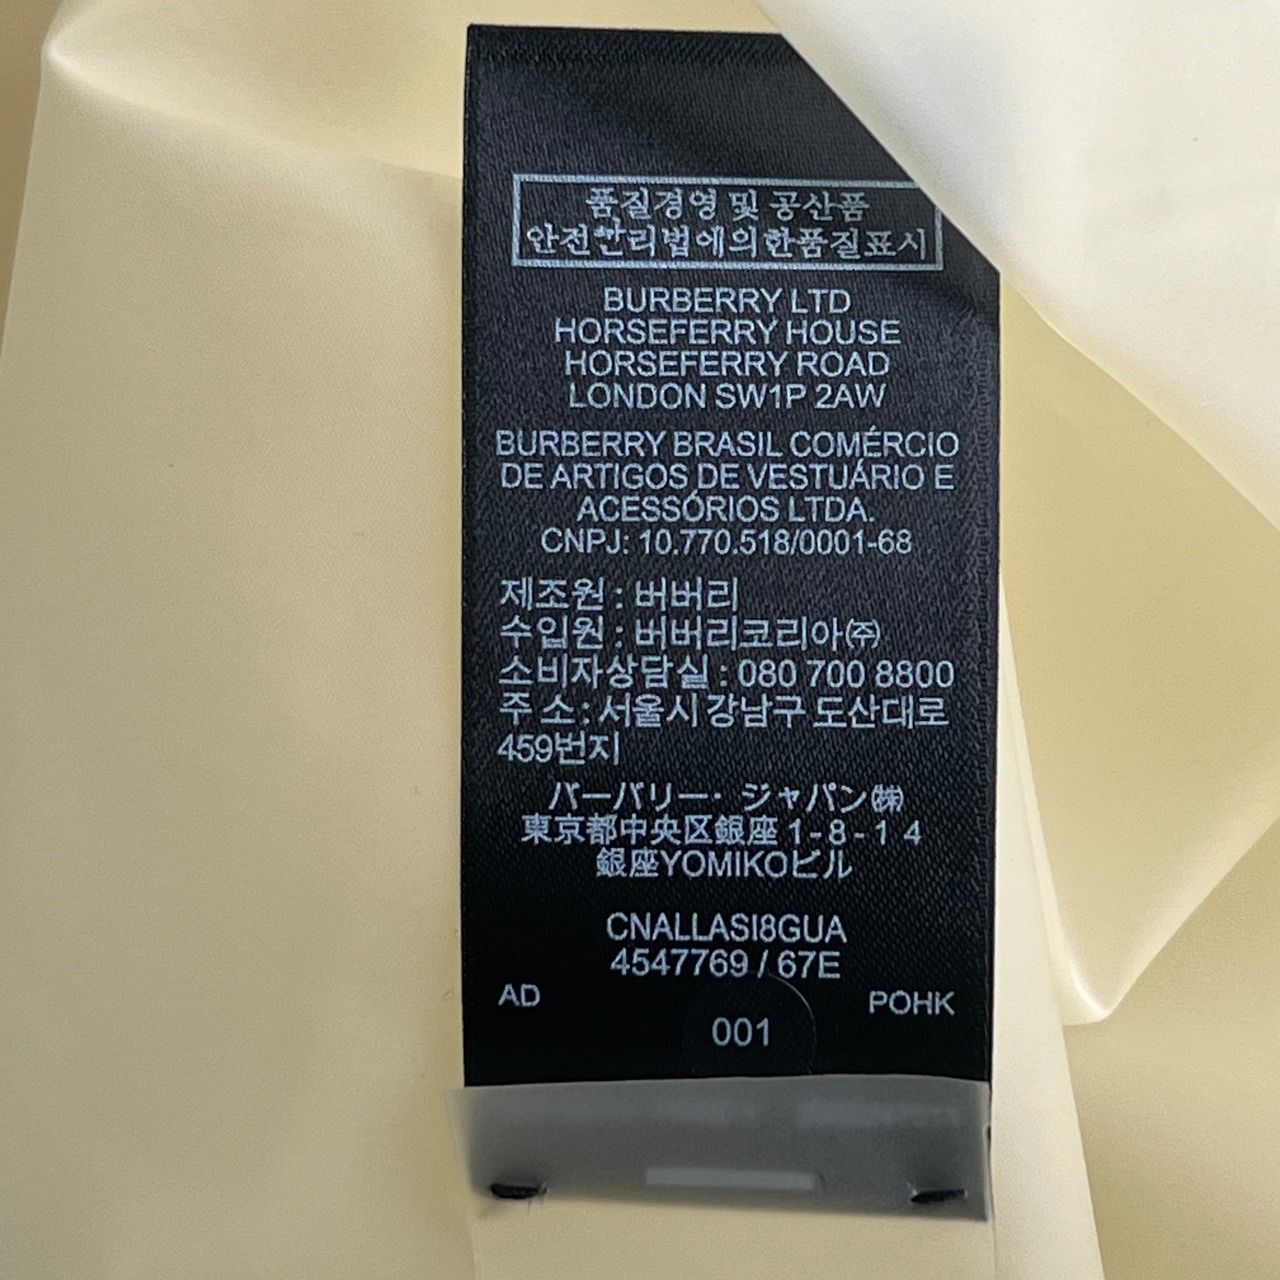 품질경영 및 공산품
안전관리법에의한품질표시
BURBERRY LTD
HORSEFERRY HOUSE
HORSEFERRY ROAD
LONDON SW1P 2AW
BURBERRY BRASIL COMÉRCIO
DE ARTIGOS DE VESTUÁRIO E
ACESSÓRIOS LTDA.
CNPJ: 10.770.518/0001-68
제조원 : 버버리
수입원 : 버버리코리아㈜
소비자상담실 : 080 700 8800
주 소 : 서울시 강남구 도산대로
459번지
バーバリー・ジャパン㈱
東京都中央区銀座 1-8-14
銀座YOMIKOビル
CNALLASI8GUA
4547769 / 67E
AD
POHK
001